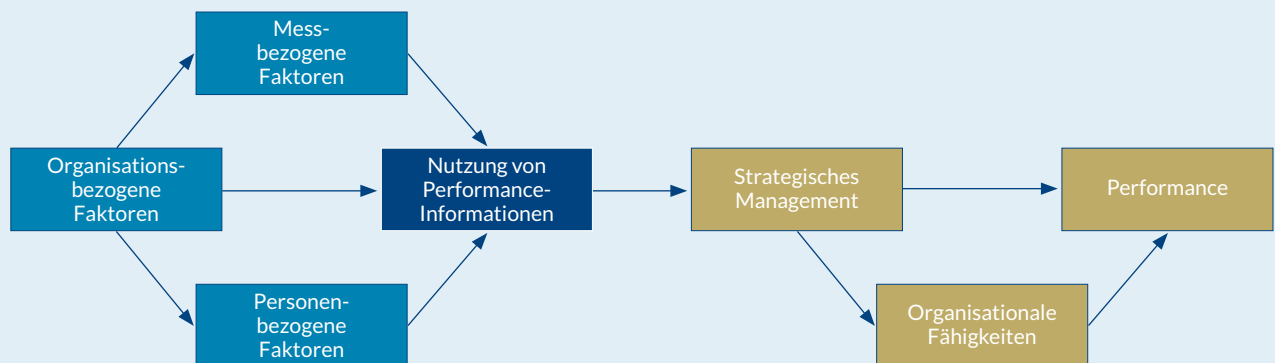 Mess-
bezogene
Faktoren
Organisations-
bezogene
Faktoren
Nutzung von
Performance-
Informationen
Strategisches
Management
Performance
Personen-
bezogene
Faktoren
Organisationale
Fähigkeiten